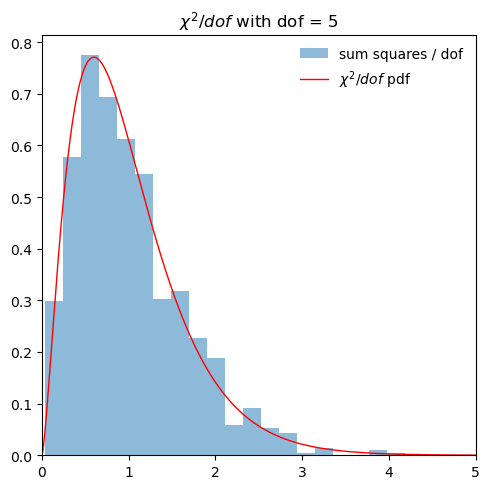 χ²/dof with dof = 5
sum squares / dof
χ²/dof pdf
0.8
0.7
0.6
0.5
0.4
0.3
0.2
0.1
0.0
0 1 2 3 4 5